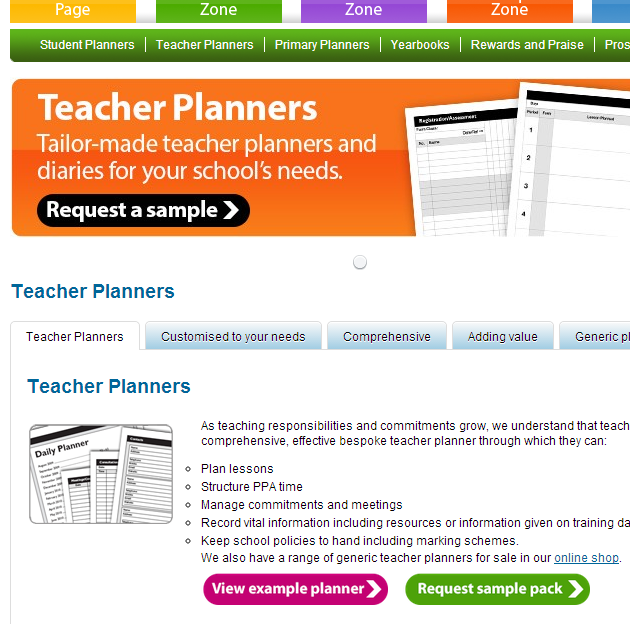 Page Zone Zone Zone
Student Planners Teacher Planners Primary Planners Yearbooks Rewards and Praise Pros
Teacher Planners
Tailor-made teacher planners and
diaries for your school's needs.
Request a sample
Registration/Assessment
Form/Class:
No. Name
Date
Period Form Lesson Planned
1
2
3
4
Teacher Planners
Teacher Planners Customised to your needs Comprehensive Adding value Generic pl
Teacher Planners
Daily Planner
As teaching responsibilities and commitments grow, we understand that teach
comprehensive, effective bespoke teacher planner through which they can:
Plan lessons
Structure PPA time
Manage commitments and meetings
Record vital information including resources or information given on training da
Keep school policies to hand including marking schemes.
We also have a range of generic teacher planners for sale in our online shop.
View example planner Request sample pack